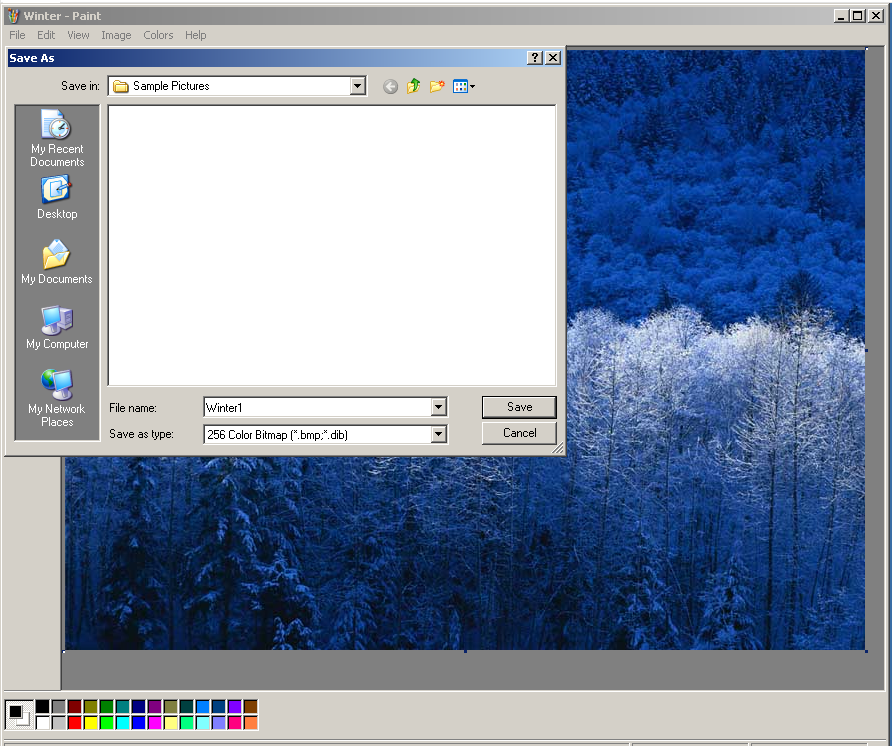 Winter - Paint
File Edit View Image Colors Help
Save As
Save in: Sample Pictures
My Recent
Documents
Desktop
My Documents
My Computer
My Network
Places
File name: Winter1 Save
Save as type: 256 Color Bitmap (*.bmp;*.dib) Cancel